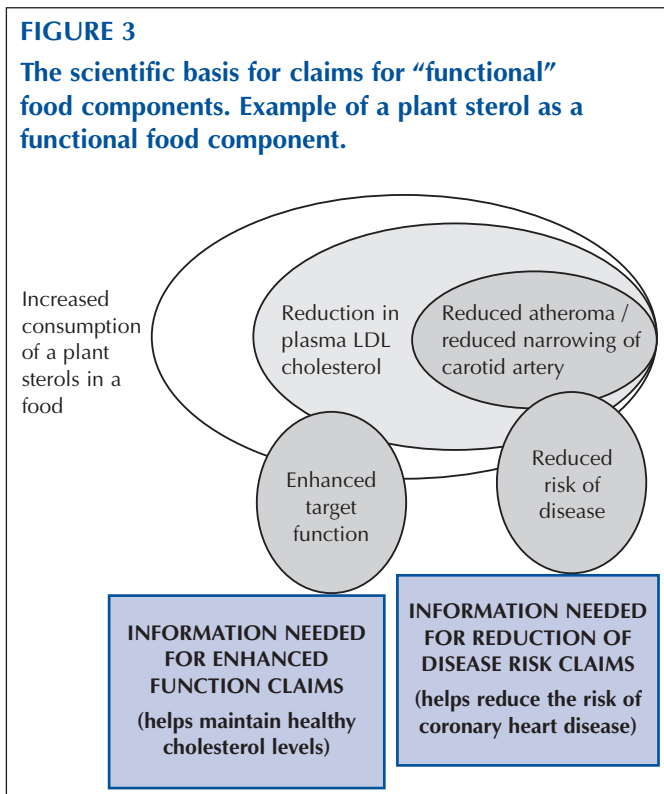 FIGURE 3
The scientific basis for claims for “functional”
food components. Example of a plant sterol as a
functional food component.
Increased
consumption
of a plant
sterols in a
food
Reduction in
plasma LDL
cholesterol
Reduced atheroma /
reduced narrowing of
carotid artery
Enhanced
target
function
Reduced
risk of
disease
INFORMATION NEEDED
FOR ENHANCED
FUNCTION CLAIMS
(helps maintain healthy
cholesterol levels)
INFORMATION NEEDED
FOR REDUCTION OF
DISEASE RISK CLAIMS
(helps reduce the risk of
coronary heart disease)